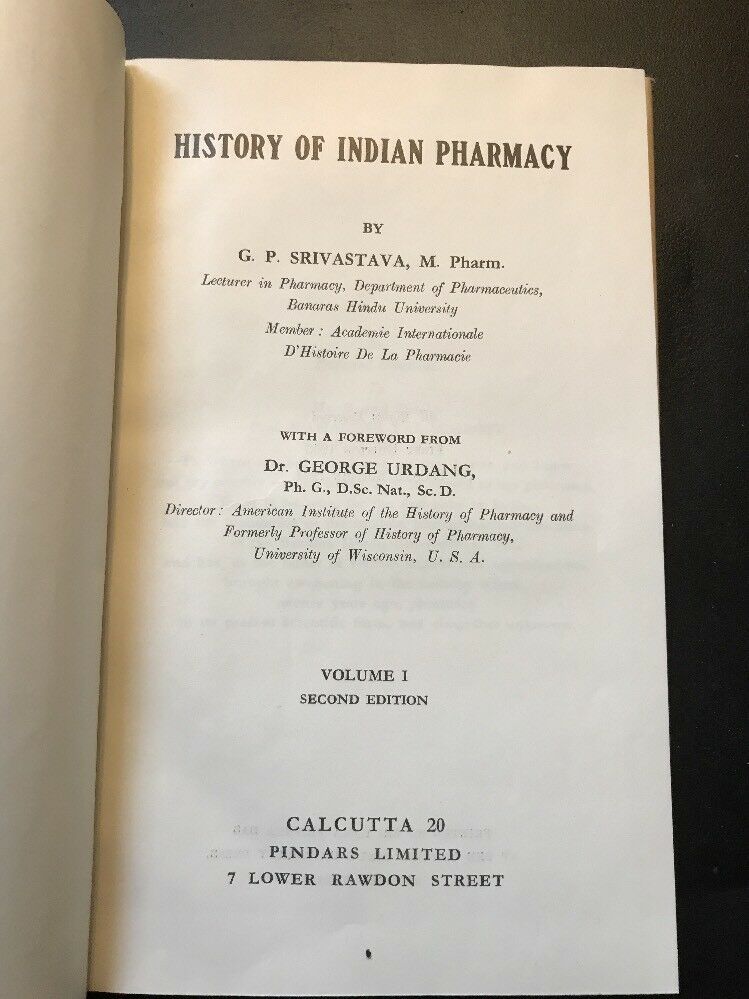 HISTORY OF INDIAN PHARMACY
BY
G. P. SRIVASTAVA, M. Pharm.
Lecturer in Pharmacy, Department of Pharmaceutics,
Banaras Hindu University
Member : Academie Internationale
D'Histoire De La Pharmacie
WITH A FOREWORD FROM
Dr. GEORGE URDANG,
Ph. G., D.Sc. Nat., Sc. D.
Director : American Institute of the History of Pharmacy and
Formerly Professor of History of Pharmacy,
University of Wisconsin, U. S. A.
VOLUME I
SECOND EDITION
CALCUTTA 20
PINDARS LIMITED
7 LOWER RAWDON STREET